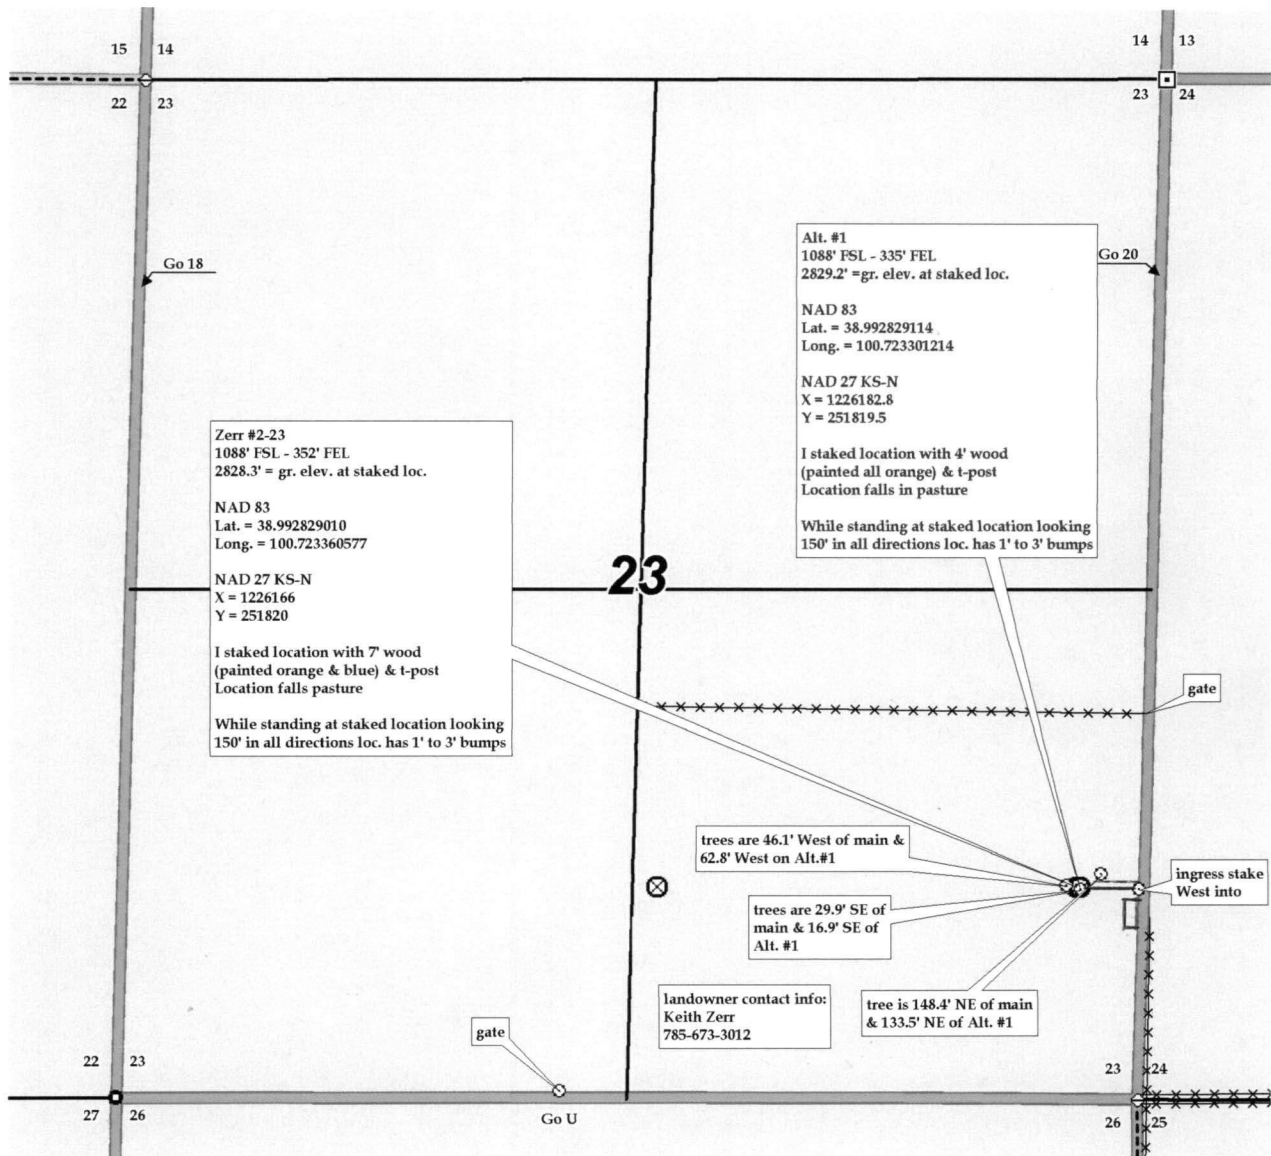 15 14
14 13
22 23
23 24
Go 18
Go 20
Alt. #1
1088' FSL - 335' FEL
2829.2' =gr. elev. at staked loc.
NAD 83
Lat. = 38.992829114
Long. = 100.723301214
NAD 27 KS-N
X = 1226182.8
Y = 251819.5
I staked location with 4' wood
(painted all orange) & t-post
Location falls in pasture
While standing at staked location looking
150' in all directions loc. has 1' to 3' bumps
Zerr #2-23
1088' FSL - 352' FEL
2828.3' = gr. elev. at staked loc.
NAD 83
Lat. = 38.992829010
Long. = 100.723360577
NAD 27 KS-N
X = 1226166
Y = 251820
I staked location with 7' wood
(painted orange & blue) & t-post
Location falls pasture
While standing at staked location looking
150' in all directions loc. has 1' to 3' bumps
23
gate
trees are 46.1' West of main &
62.8' West on Alt.#1
ingress stake
West into
trees are 29.9' SE of
main & 16.9' SE of
Alt. #1
landowner contact info:
Keith Zerr
785-673-3012
tree is 148.4' NE of main
& 133.5' NE of Alt. #1
gate
22 23
23 24
27 26
Go U
26 25